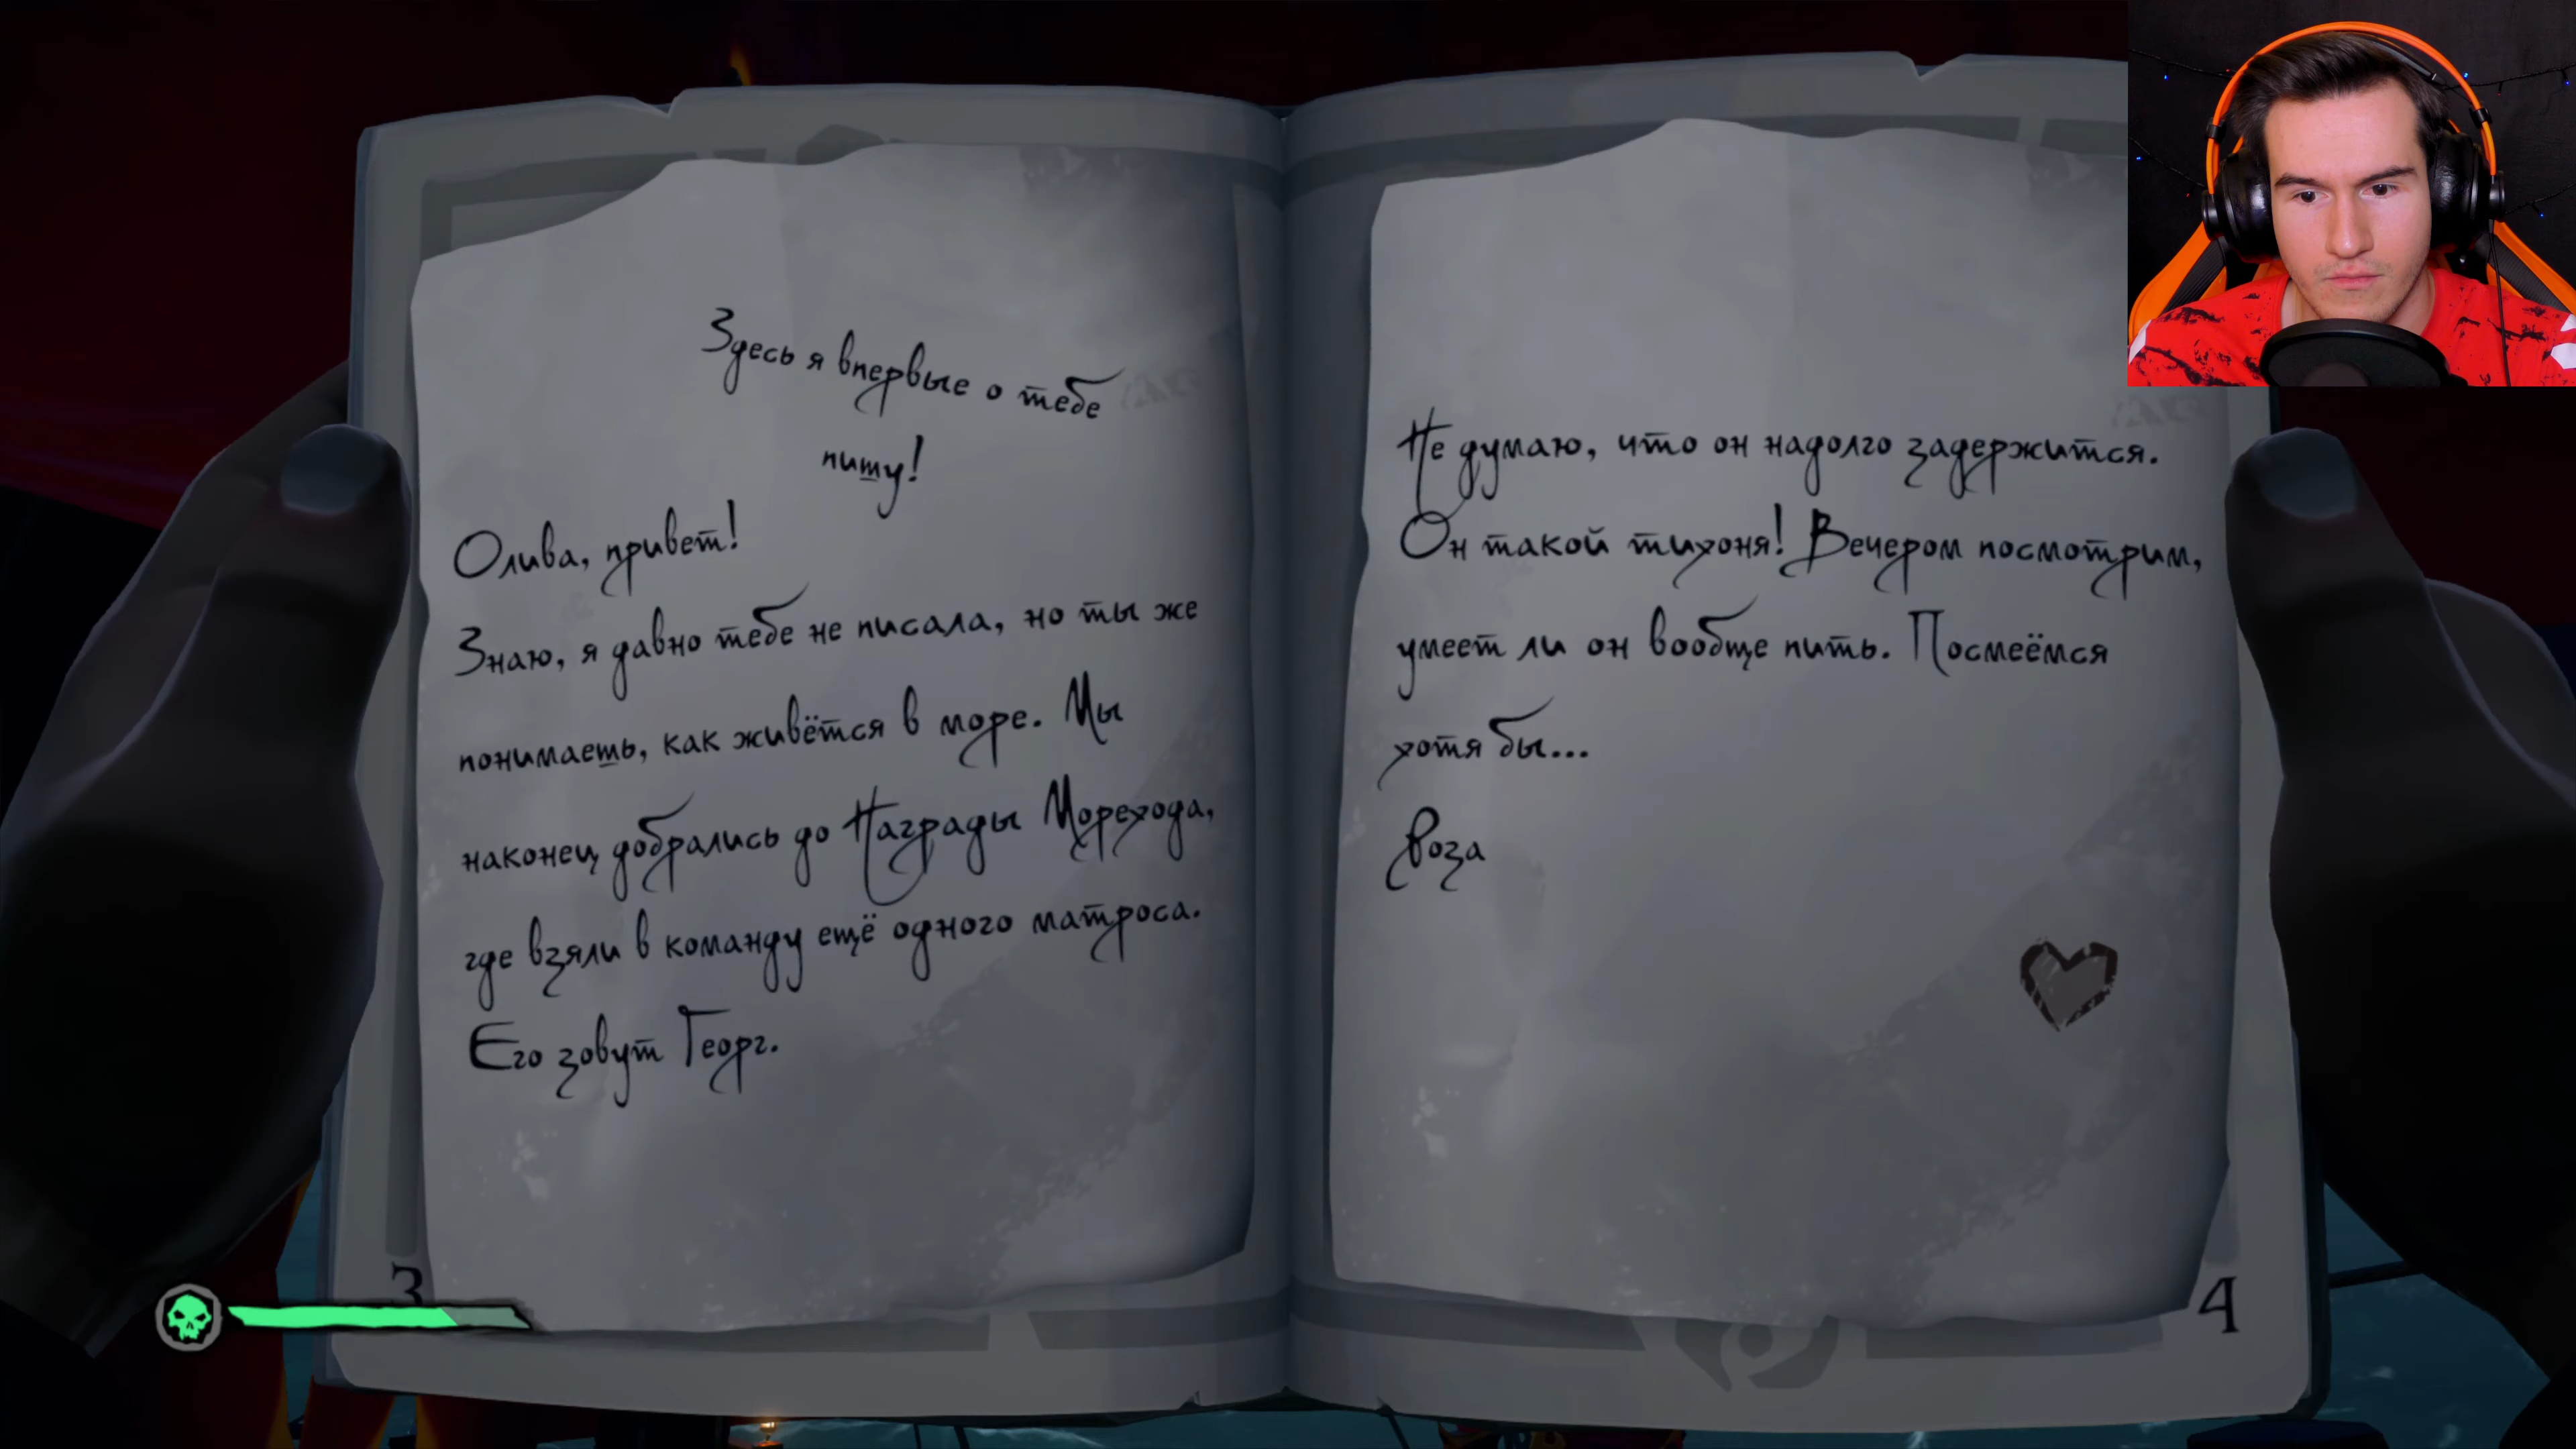 Здесь я впервые о тебе
пишу!
Олива, привет!
Знаю, я давно тебе не писала, но ты же
понимаешь, как живётся в море. Мы
наконец добрались до Награды Морехода,
где взяли в команду ещё одного матроса.
Его зовут Георг.
3
Не думаю, что он надолго задержится.
Он такой тихоня! Вечером посмотрим,
умеет ли он вообще пить. Посмеёмся
хотя бы...
Роза
4